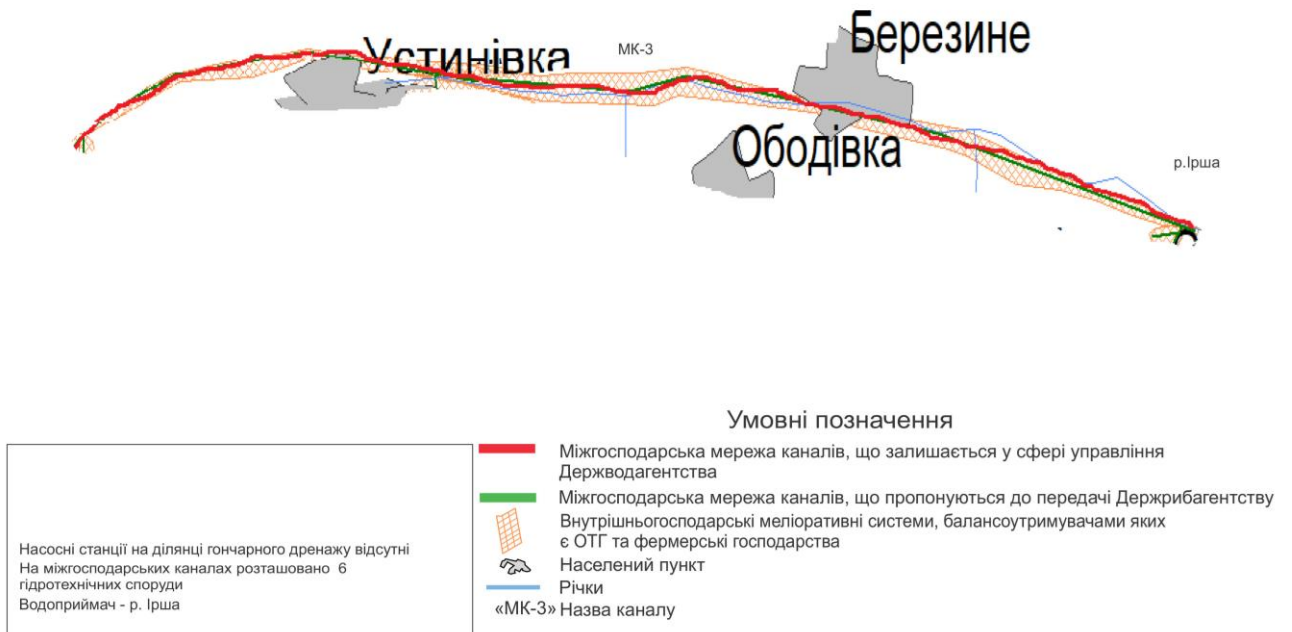 Березине
Устинівка
МК-3
Ободівка
р.Ірша
Умовні позначення
Міжгосподарська мережа каналів, що залишається у сфері управління
Держводагентства
Міжгосподарська мережа каналів, що пропонуються до передачі Держрибагентству
Внутрішньогосподарські меліоративні системи, балансоутримувачами яких
є ОТГ та фермерські господарства
Населений пункт
Річки
«МК-3» Назва каналу
Насосні станції на ділянці гончарного дренажу відсутні
На міжгосподарських каналах розташовано 6
гідротехнічних споруди
Водоприймач - р. Ірша